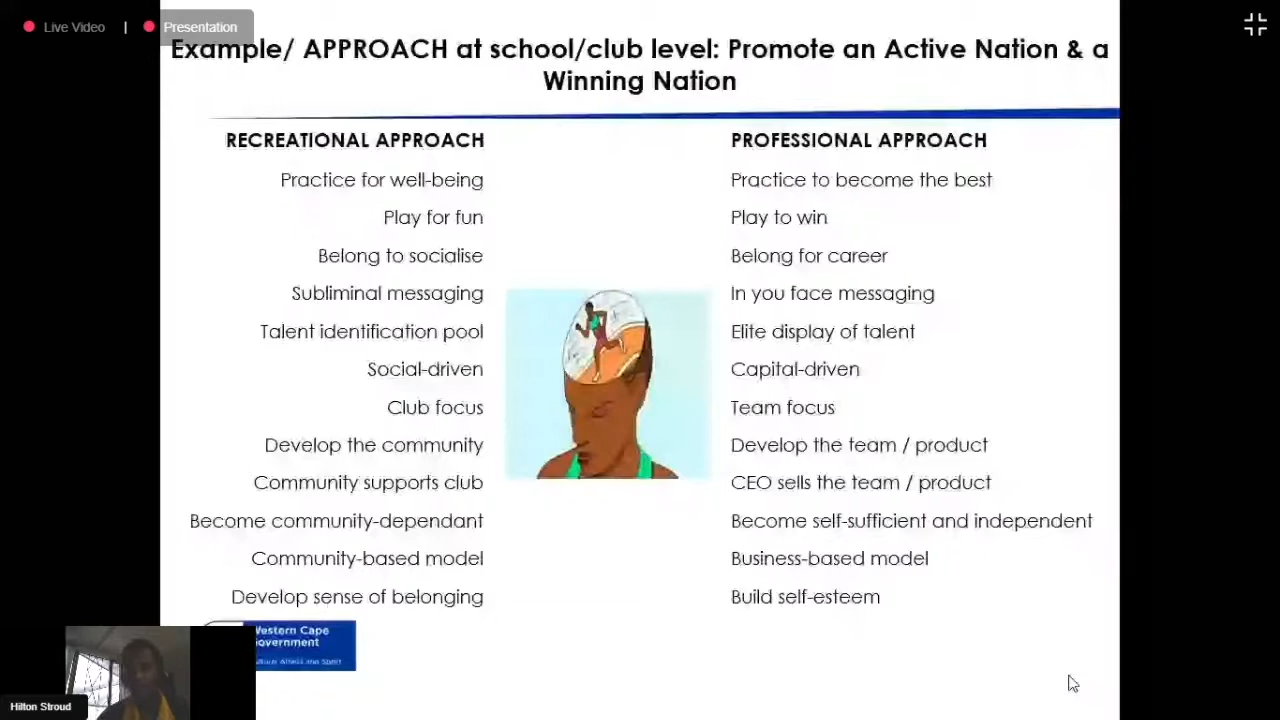 Live Video | Presentation
Example/ APPROACH at school/club level: Promote an Active Nation & a
Winning Nation
RECREATIONAL APPROACH
Practice for well-being
Play for fun
Belong to socialise
Subliminal messaging
Talent identification pool
Social-driven
Club focus
Develop the community
Community supports club
Become community-dependant
Community-based model
Develop sense of belonging
PROFESSIONAL APPROACH
Practice to become the best
Play to win
Belong for career
In you face messaging
Elite display of talent
Capital-driven
Team focus
Develop the team / product
CEO sells the team / product
Become self-sufficient and independent
Business-based model
Build self-esteem
Western Cape
Government
Hilton Stroud